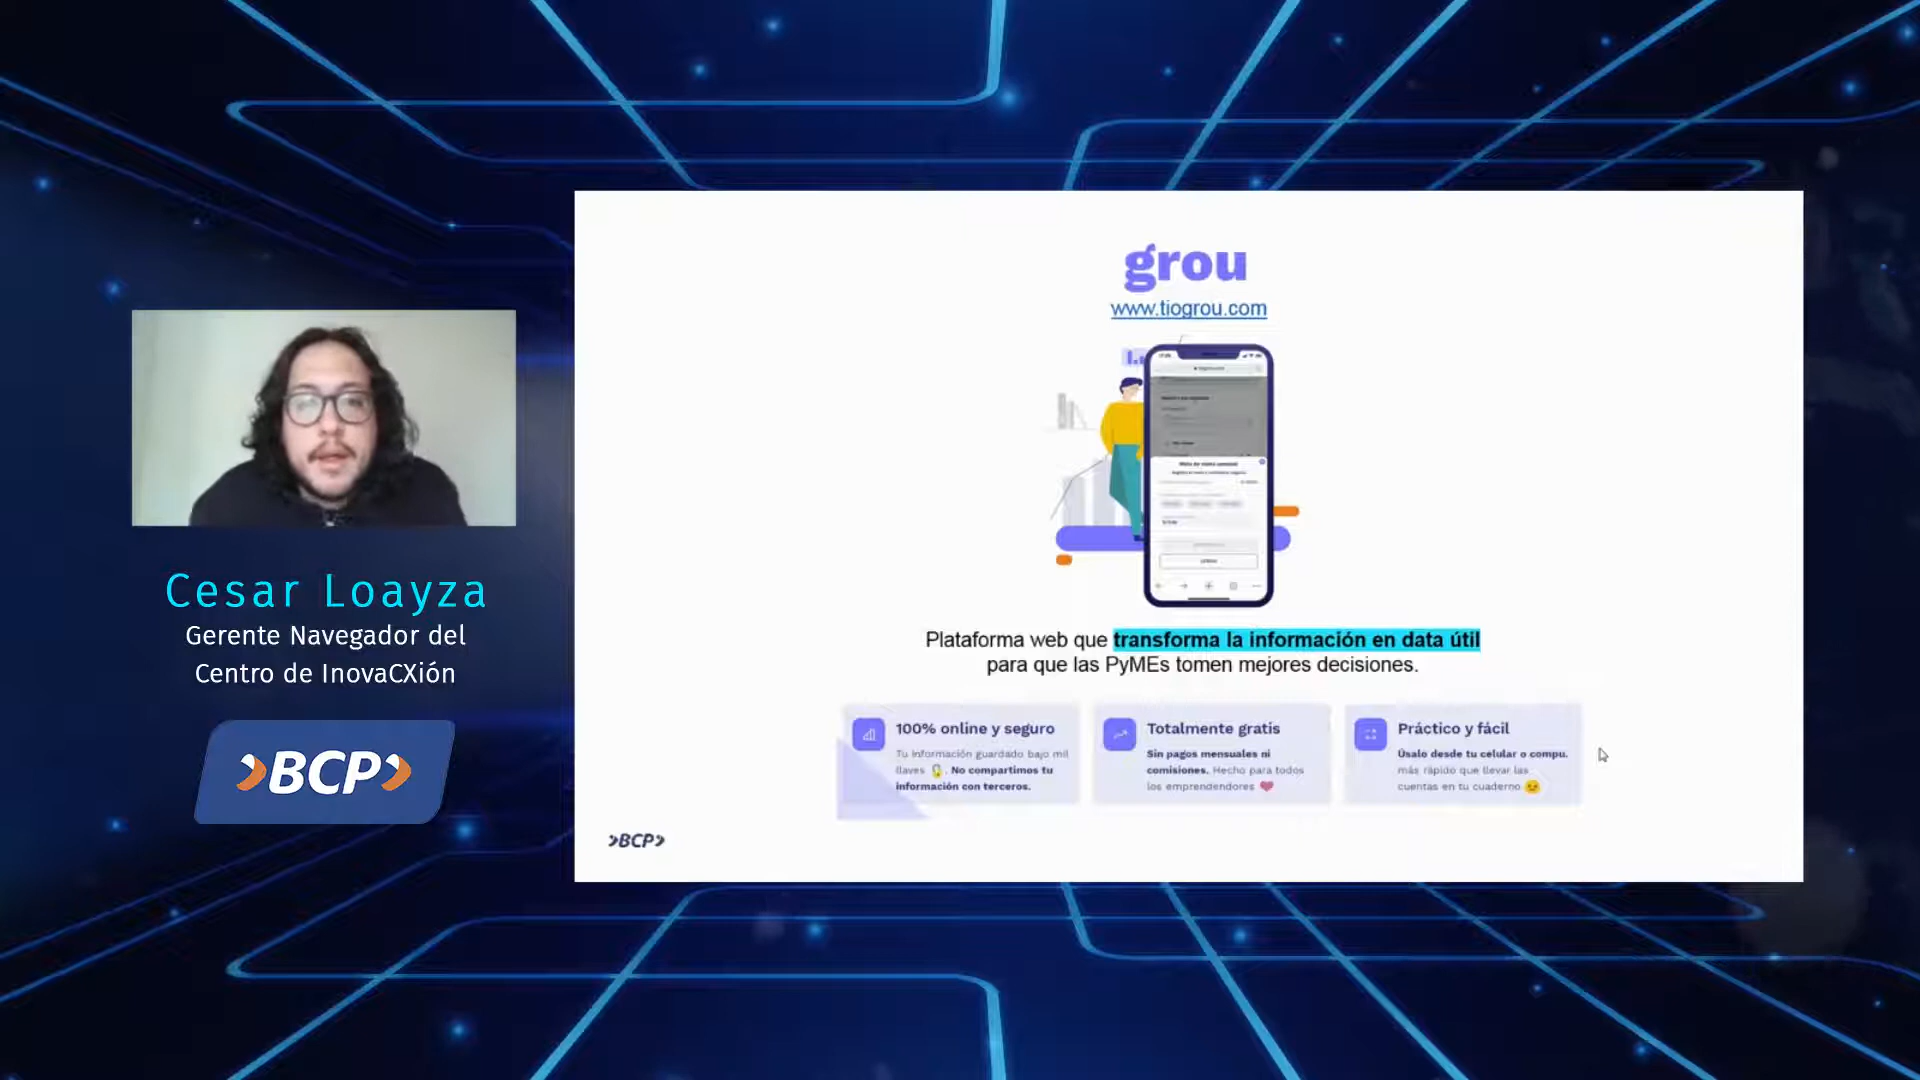 Cesar Loayza
Gerente Navegador del
Centro de InovaCXión
BCP
grou
www.tiogrou.com
Plataforma web que transforma la información en data útil
para que las PyMEs tomen mejores decisiones.
100% online y seguro
Tu información guardado bajo mil
llaves 🔐. No compartimos tu
información con terceros.
Totalmente gratis
Sin pagos mensuales ni
comisiones. Hecho para todos
los emprendedores ❤️
Práctico y fácil
Úsalo desde tu celular o compu.
más rápido que llevar las
cuentas en tu cuaderno 😉
BCP